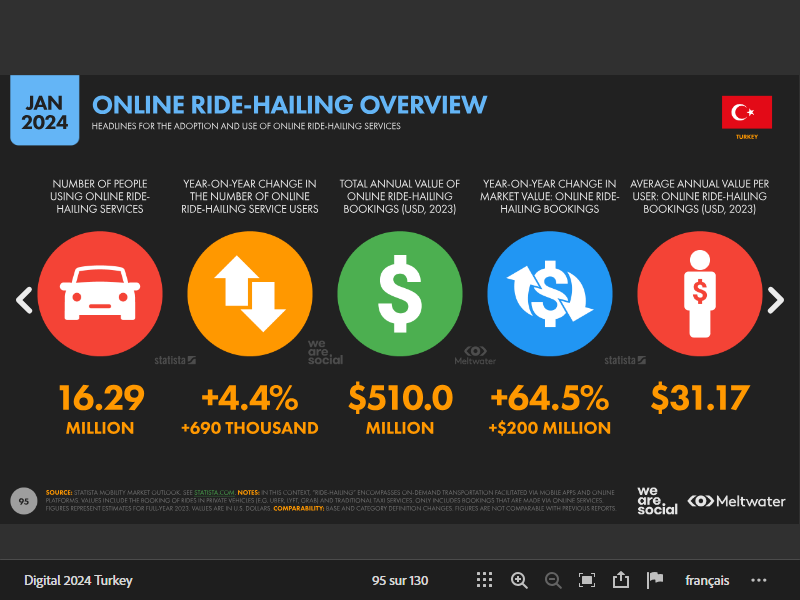 JAN
2024
ONLINE RIDE-HAILING OVERVIEW
HEADLINES FOR THE ADOPTION AND USE OF ONLINE RIDE-HAILING SERVICES
TURKEY
NUMBER OF PEOPLE
USING ONLINE RIDE-
HAILING SERVICES
YEAR-ON-YEAR CHANGE IN
THE NUMBER OF ONLINE
RIDE-HAILING SERVICE USERS
TOTAL ANNUAL VALUE OF
ONLINE RIDE-HAILING
BOOKINGS (USD, 2023)
YEAR-ON-YEAR CHANGE IN
MARKET VALUE: ONLINE RIDE-
HAILING BOOKINGS
AVERAGE ANNUAL VALUE PER
USER: ONLINE RIDE-HAILING
BOOKINGS (USD, 2023)
$
$
$
statista
we
are.
social
Meltwater
statista
16.29
MILLION
+4.4%
+690 THOUSAND
$510.0
MILLION
+64.5%
+$200 MILLION
$31.17
95
SOURCE: STATISTA MOBILITY MARKET OUTLOOK. SEE STATISTA.COM. NOTES: IN THIS CONTEXT, "RIDE-HAILING" ENCOMPASSES ON-DEMAND TRANSPORTATION FACILITATED VIA MOBILE APPS AND ONLINE
PLATFORMS. VALUES INCLUDE THE BOOKING OF RIDES IN PRIVATE VEHICLES (E.G. UBER, LYFT, GRAB) AND TRADITIONAL TAXI SERVICES. ONLY INCLUDES BOOKINGS THAT ARE MADE VIA ONLINE SERVICES.
FIGURES REPRESENT ESTIMATES FOR FULL-YEAR 2023. VALUES ARE IN U.S. DOLLARS. COMPARABILITY: BASE AND CATEGORY DEFINITION CHANGES. FIGURES ARE NOT COMPARABLE WITH PREVIOUS REPORTS.
we
are.
social
Meltwater
Digital 2024 Turkey
95 sur 130
français